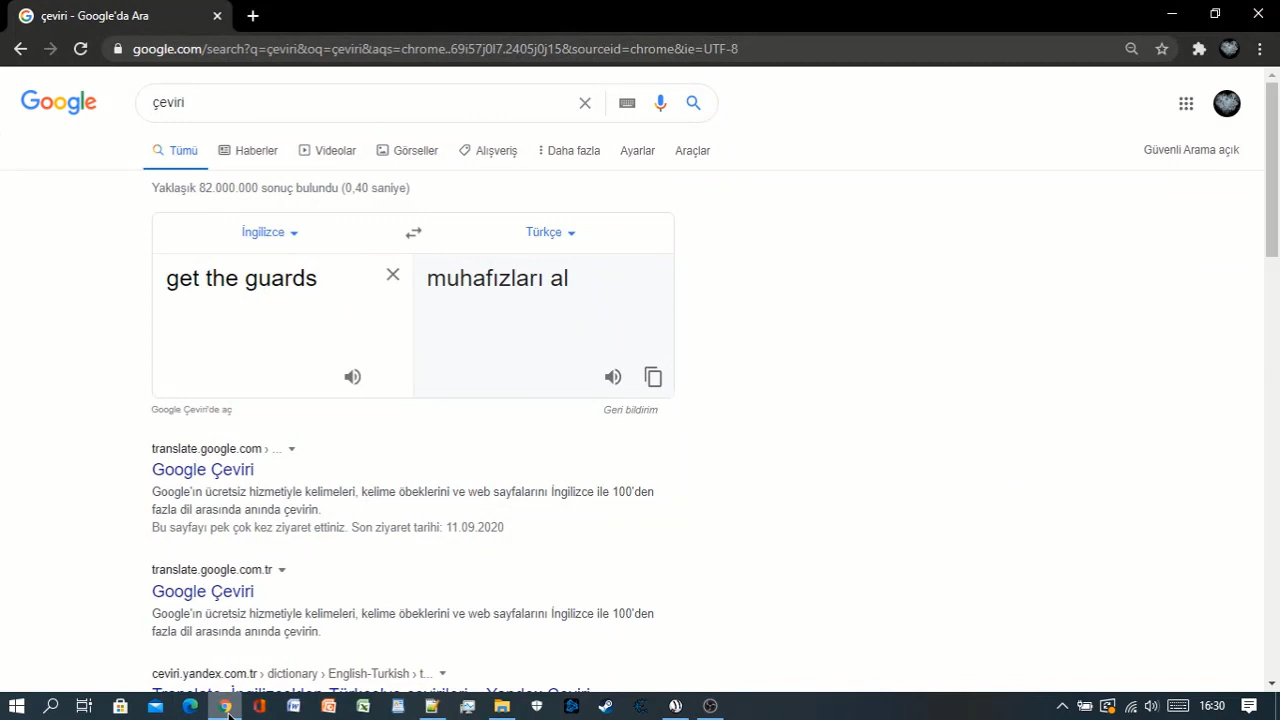 çeviri - Google'da Ara
google.com/search?q=çeviri&oq=çeviri&aqs=chrome..69i57j0l7.2405j0j15&sourceid=chrome&ie=UTF-8
Google
çeviri
Tümü Haberler Videolar Görseller Alışveriş Daha fazla Ayarlar Araçlar Güvenli Arama açık
Yaklaşık 82.000.000 sonuç bulundu (0,40 saniye)
İngilizce Türkçe
get the guards muhafızları al
Google Çeviri'de aç Geri bildirim
translate.google.com › ...
Google Çeviri
Google'ın ücretsiz hizmetiyle kelimeleri, kelime öbeklerini ve web sayfalarını İngilizce ile 100'den
fazla dil arasında anında çevirin.
Bu sayfayı pek çok kez ziyaret ettiniz. Son ziyaret tarihi: 11.09.2020
translate.google.com.tr
Google Çeviri
Google'ın ücretsiz hizmetiyle kelimeleri, kelime öbeklerini ve web sayfalarını İngilizce ile 100'den
fazla dil arasında anında çevirin.
ceviri.yandex.com.tr › dictionary › English-Turkish › t...
Translate, İngilizceden Türkçeye çevirileri – Yandex.Çeviri
16:30